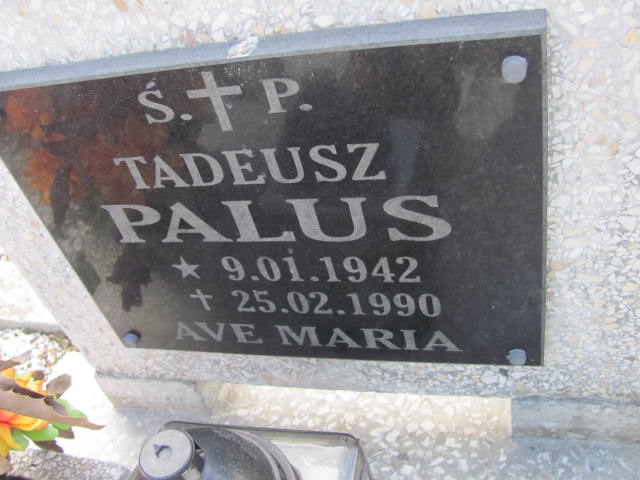 Ś. † P.
TADEUSZ
PALUS
★ 9.01.1942
† 25.02.1990
AVE MARIA